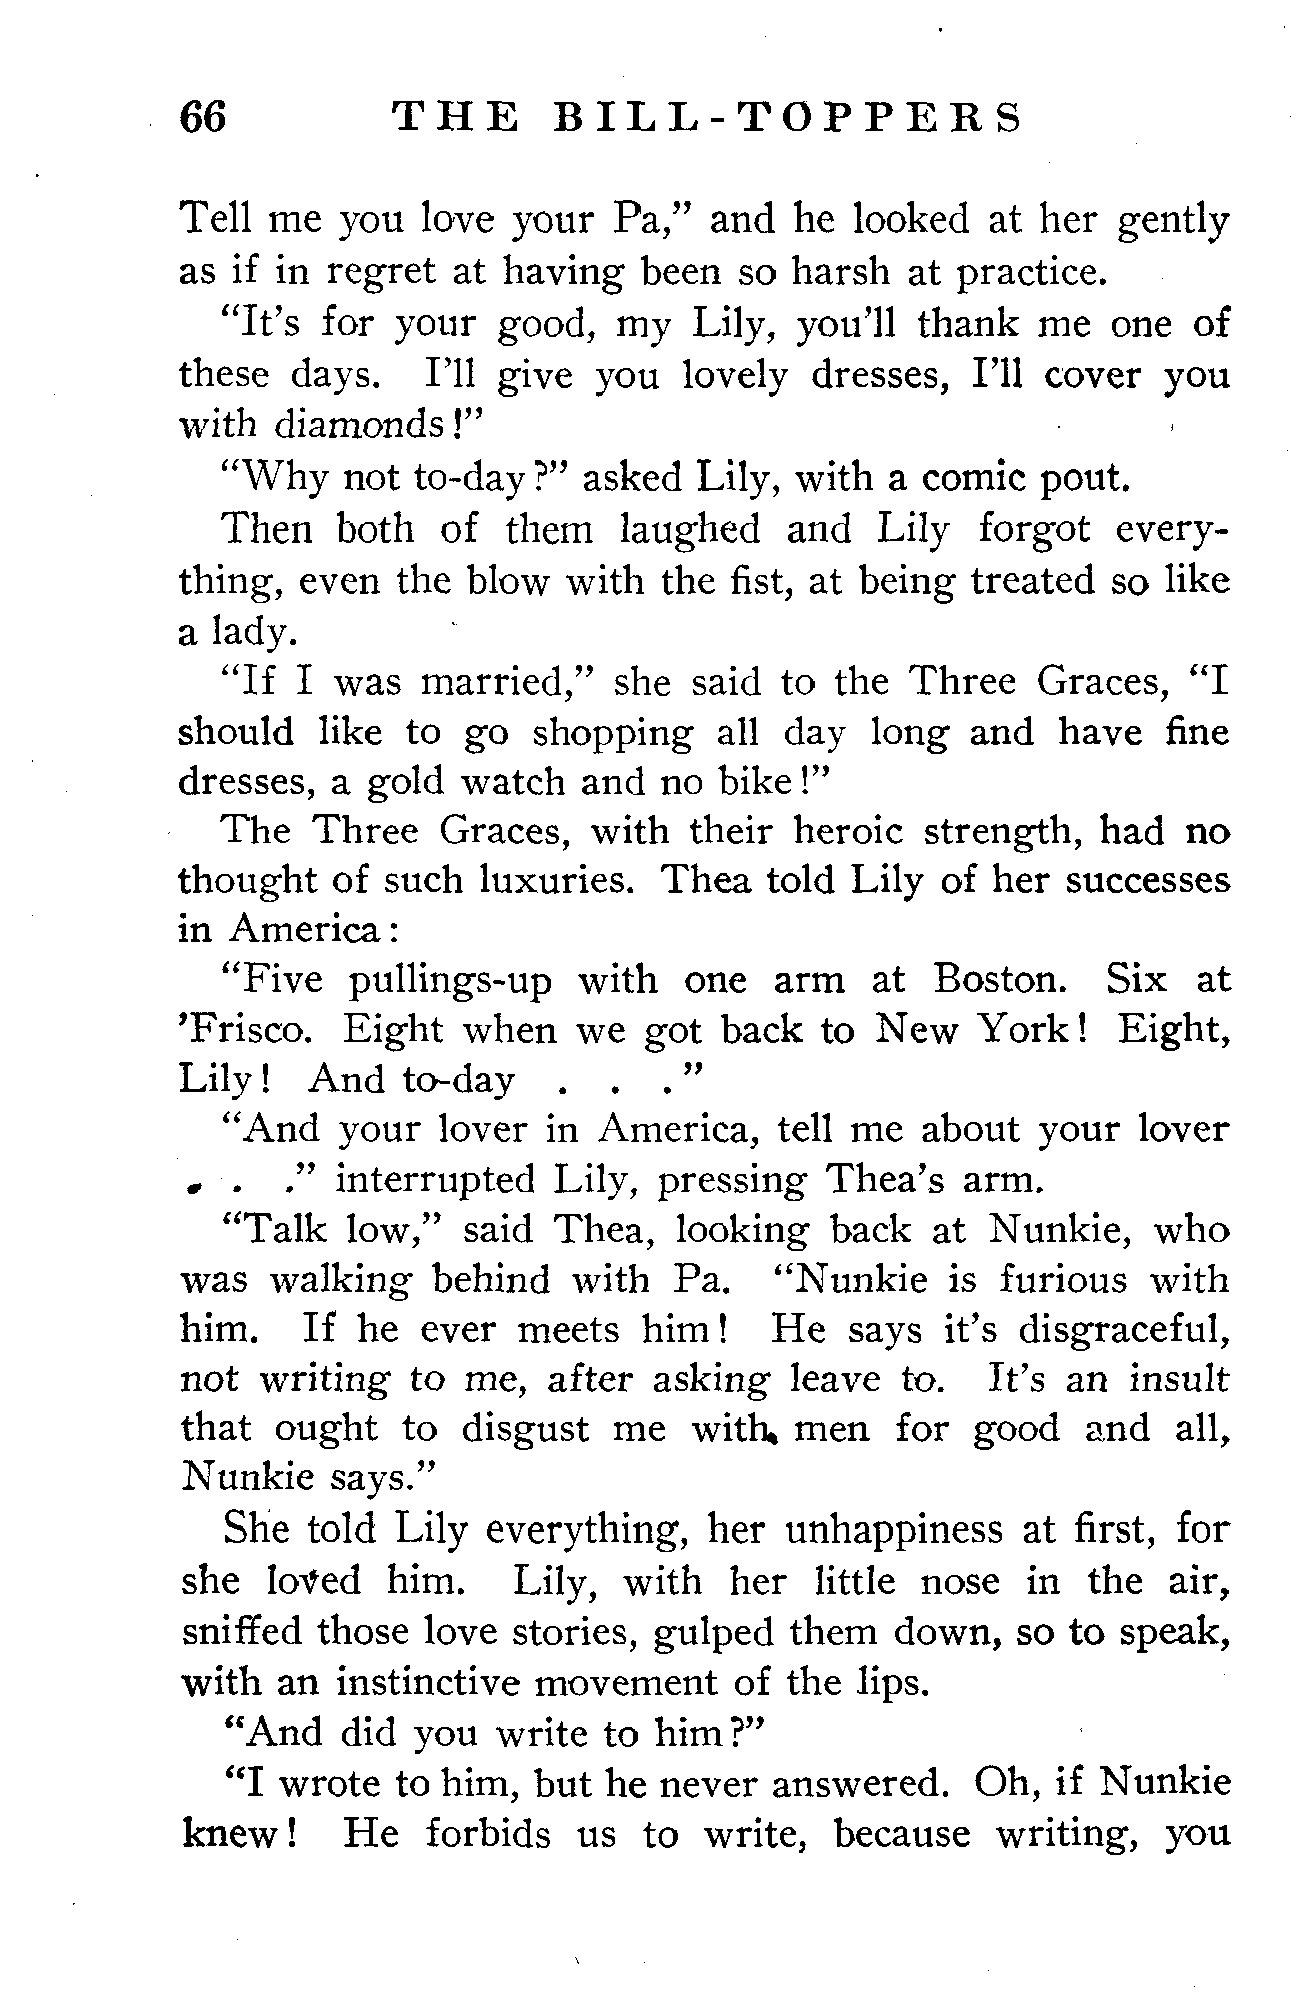 66 THE BILL-TOPPERS
Tell me you love your Pa,” and he looked at her gently
as if in regret at having been so harsh at practice.
“It’s for your good, my Lily, you’ll thank me one of
these days. I’ll give you lovely dresses, I’ll cover you
with diamonds!”
“Why not to-day?” asked Lily, with a comic pout.
Then both of them laughed and Lily forgot every-
thing, even the blow with the fist, at being treated so like
a lady.
“If I was married,” she said to the Three Graces, “I
should like to go shopping all day long and have fine
dresses, a gold watch and no bike!”
The Three Graces, with their heroic strength, had no
thought of such luxuries. Thea told Lily of her successes
in America:
“Five pullings-up with one arm at Boston. Six at
’Frisco. Eight when we got back to New York! Eight,
Lily! And to-day . . .”
“And your lover in America, tell me about your lover
. . .” interrupted Lily, pressing Thea’s arm.
“Talk low,” said Thea, looking back at Nunkie, who
was walking behind with Pa. “Nunkie is furious with
him. If he ever meets him! He says it’s disgraceful,
not writing to me, after asking leave to. It’s an insult
that ought to disgust me with men for good and all,
Nunkie says.”
She told Lily everything, her unhappiness at first, for
she loved him. Lily, with her little nose in the air,
sniffed those love stories, gulped them down, so to speak,
with an instinctive movement of the lips.
“And did you write to him?”
“I wrote to him, but he never answered. Oh, if Nunkie
knew! He forbids us to write, because writing, you